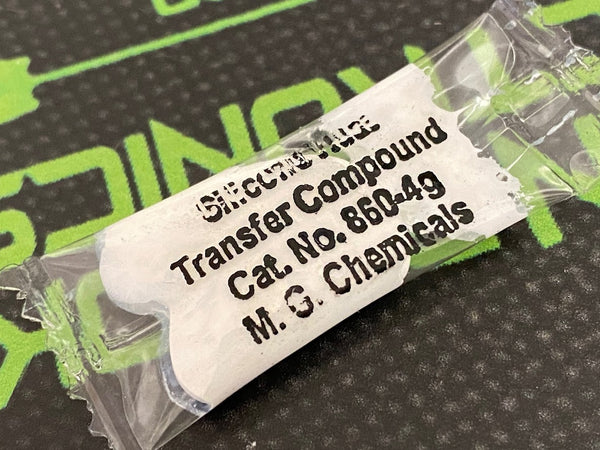 Transfer Compound
Cat. No. 860-4g
M. G. Chemicals